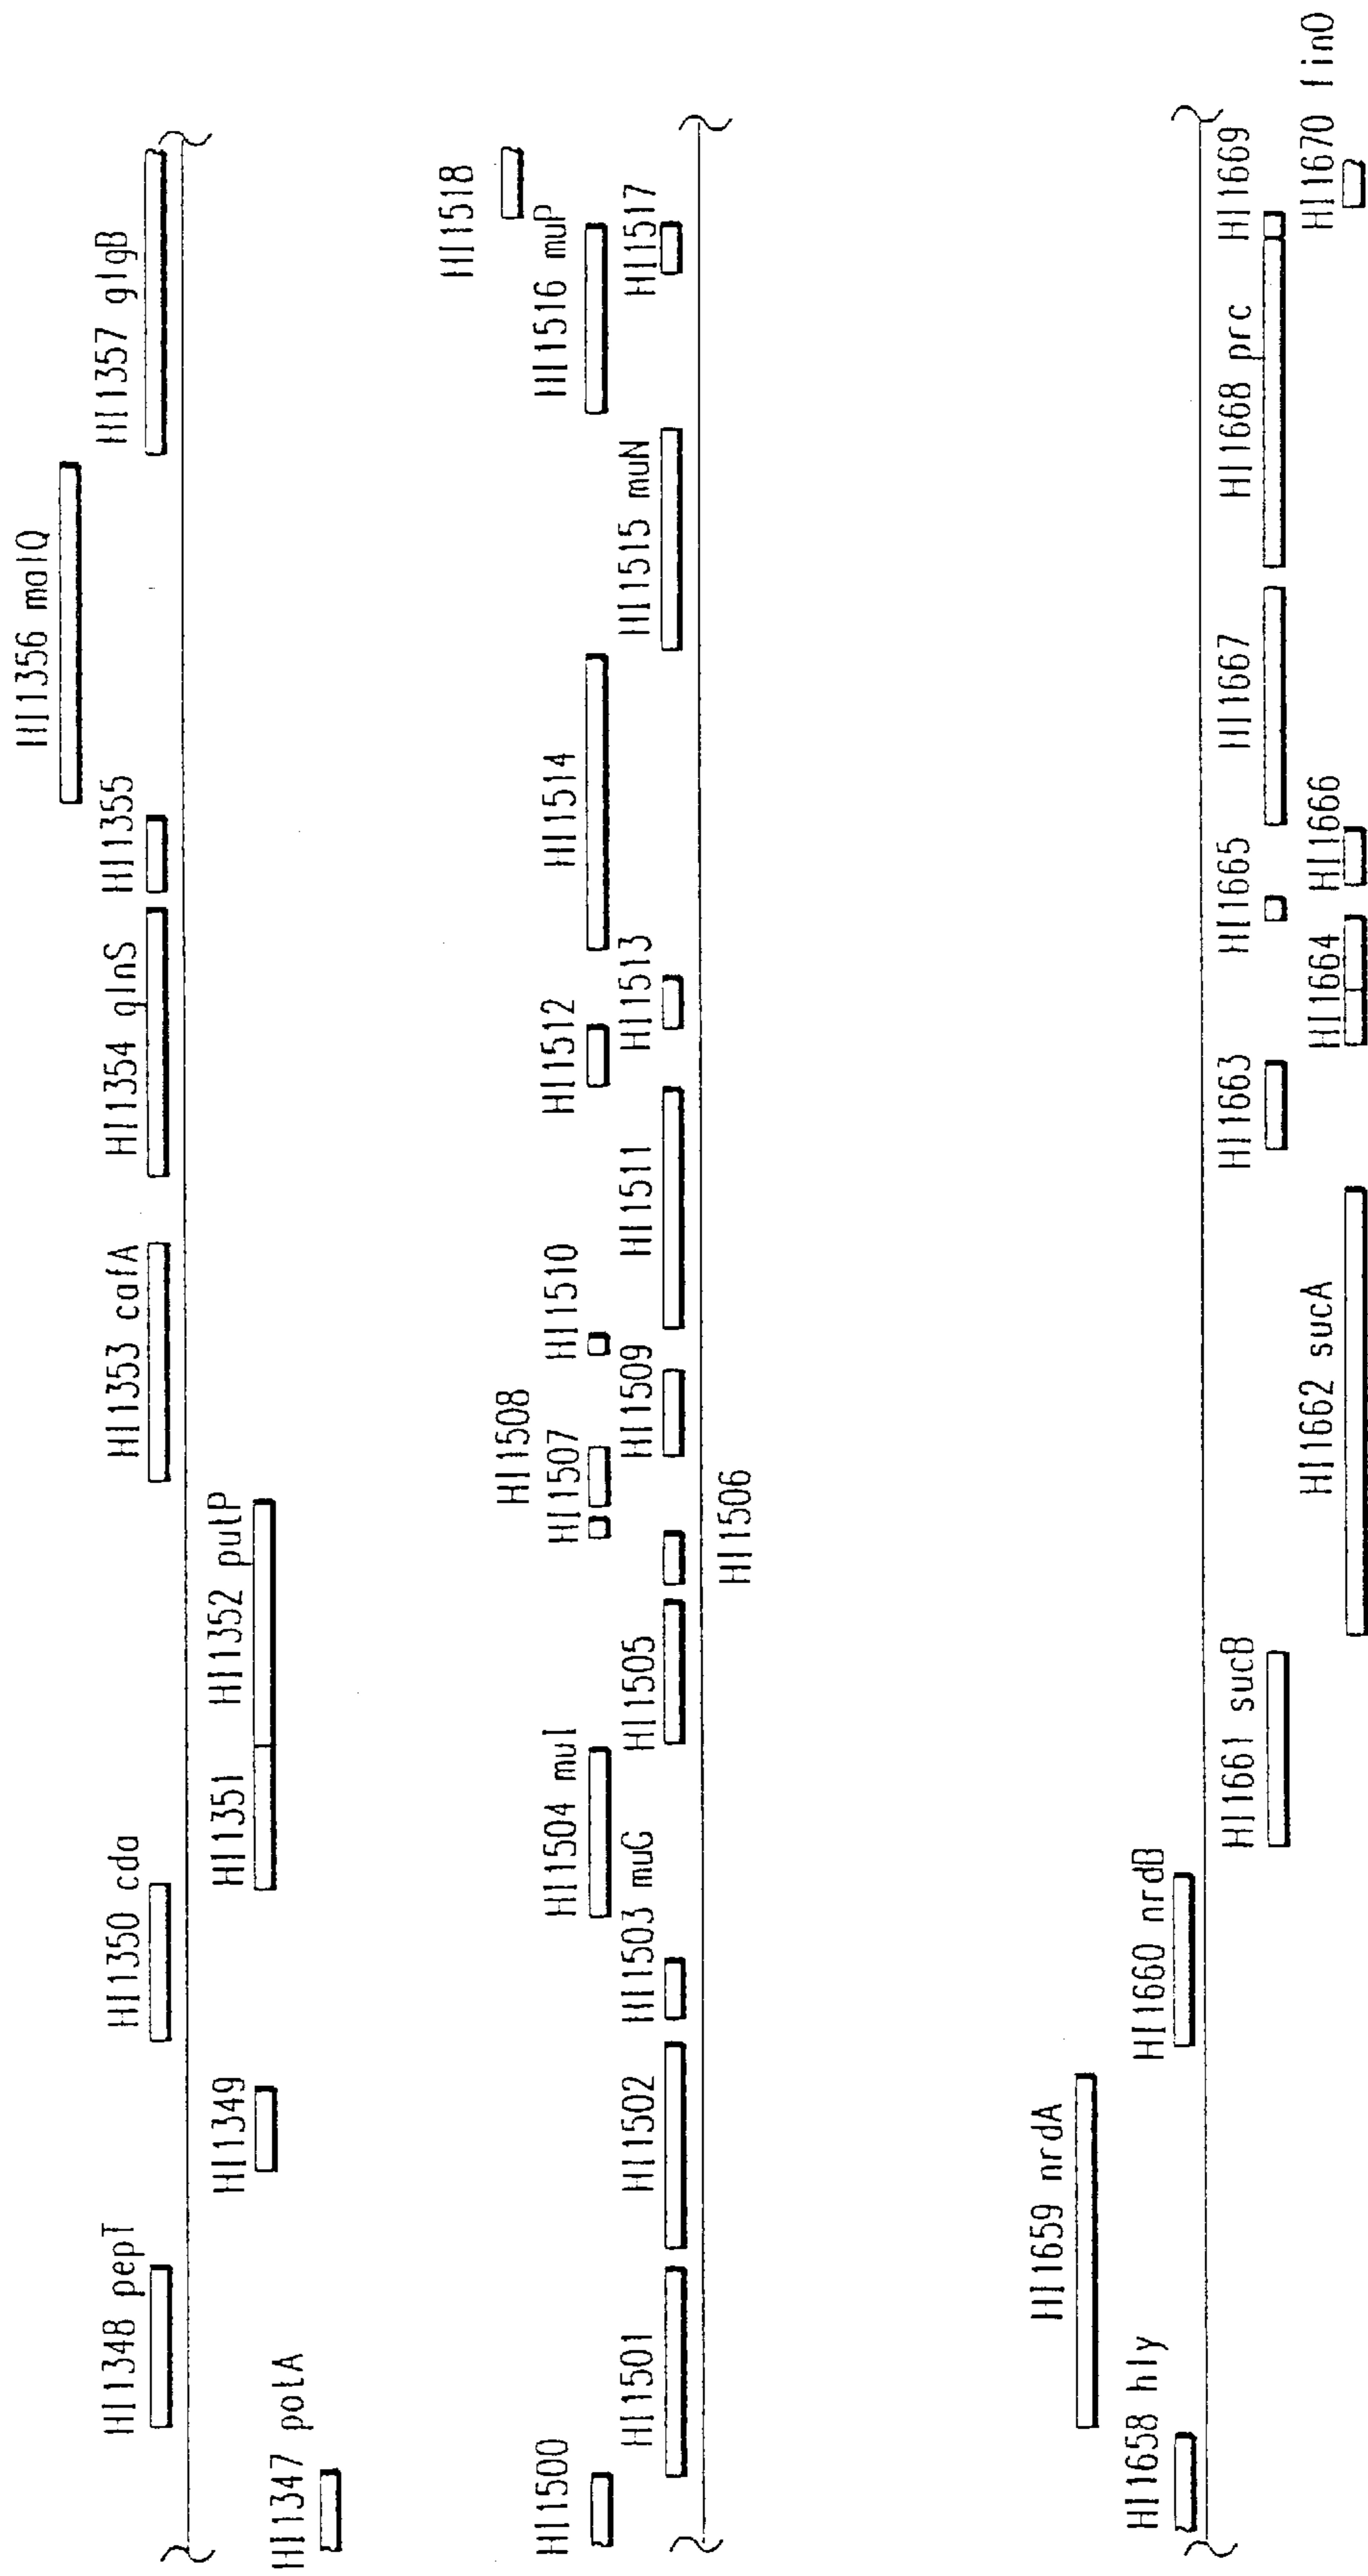 HI1347 potA
HI1348 pepT
HI1349
HI1350 cda
HI1351
HI1352 putP
HI1353 cafA
HI1354 glnS
HI1355
HI1356 malQ
HI1357 glgB
HI1500
HI1501
HI1502
HI1503 muG
HI1504 muI
HI1505
HI1506
HI1507
HI1508
HI1509
HI1510
HI1511
HI1512
HI1513
HI1514
HI1515 muN
HI1516 muP
HI1517
HI1518
HI1658 hly
HI1659 nrdA
HI1660 nrdB
HI1661 sucB
HI1662 sucA
HI1663
HI1664
HI1665
HI1666
HI1667
HI1668 prc
HI1669
HI1670 finO